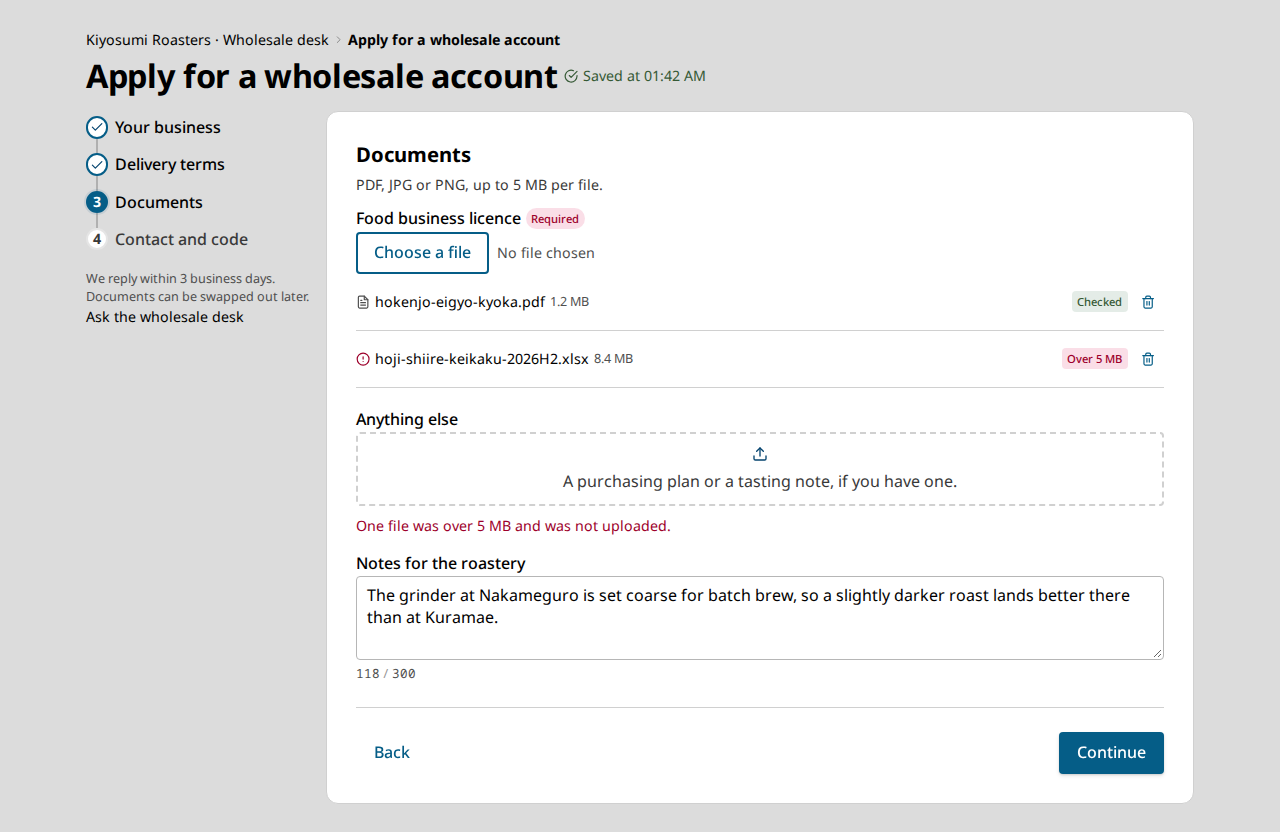 Kiyosumi Roasters · Wholesale desk › Apply for a wholesale account
Apply for a wholesale account Saved at 01:42 AM
Your business
Delivery terms
3 Documents
4 Contact and code
We reply within 3 business days.
Documents can be swapped out later.
Ask the wholesale desk
Documents
PDF, JPG or PNG, up to 5 MB per file.
Food business licence Required
Choose a file No file chosen
hokenjo-eigyo-kyoka.pdf 1.2 MB Checked
hoji-shiire-keikaku-2026H2.xlsx 8.4 MB Over 5 MB
Anything else
A purchasing plan or a tasting note, if you have one.
One file was over 5 MB and was not uploaded.
Notes for the roastery
The grinder at Nakameguro is set coarse for batch brew, so a slightly darker roast lands better there
than at Kuramae.
118 / 300
Back Continue